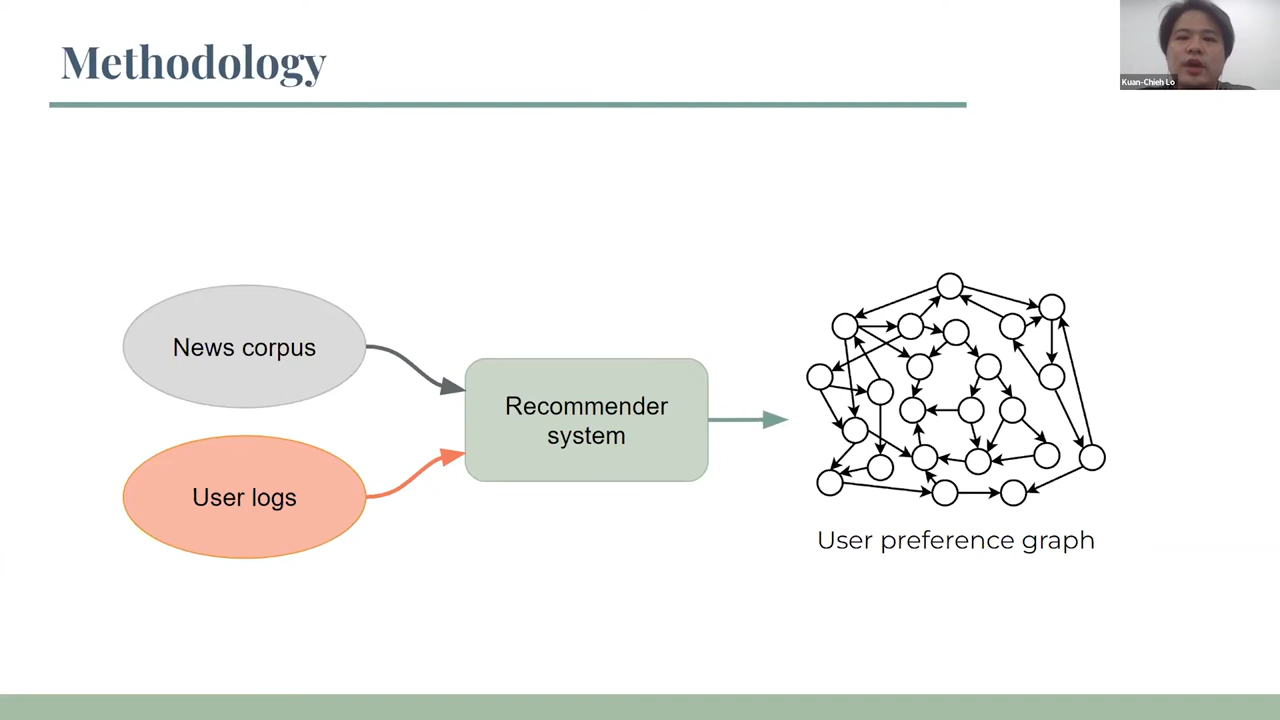 Methodology
Kuan-Chieh Lo
News corpus
User logs
Recommender
system
User preference graph